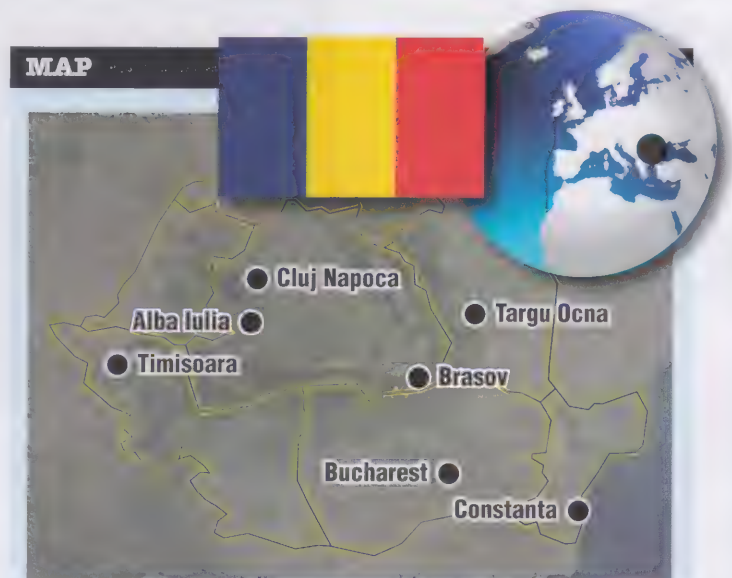 MAP
Cluj Napoca
Alba Iulia
Targu Ocna
Timisoara
Brasov
Bucharest
Constanta